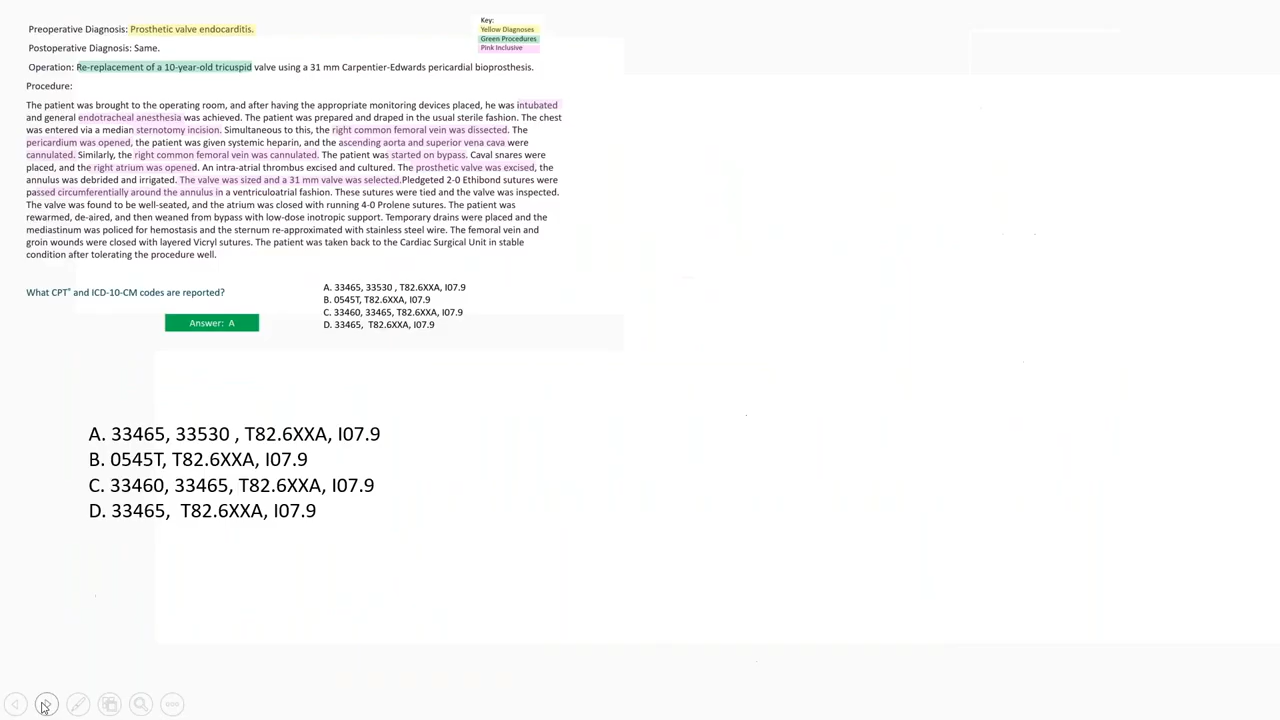 Preoperative Diagnosis: Prosthetic valve endocarditis.
Postoperative Diagnosis: Same.
Operation: Re-replacement of a 10-year-old tricuspid valve using a 31 mm Carpentier-Edwards pericardial bioprosthesis.
Procedure:
Key:
Yellow Diagnoses
Green Procedures
Pink Inclusive
The patient was brought to the operating room, and after having the appropriate monitoring devices placed, he was intubated
and general endotracheal anesthesia was achieved. The patient was prepared and draped in the usual sterile fashion. The chest
was entered via a median sternotomy incision. Simultaneous to this, the right common femoral vein was dissected. The
pericardium was opened, the patient was given systemic heparin, and the ascending aorta and superior vena cava were
cannulated. Similarly, the right common femoral vein was cannulated. The patient was started on bypass. Caval snares were
placed, and the right atrium was opened. An intra-atrial thrombus excised and cultured. The prosthetic valve was excised, the
annulus was debrided and irrigated. The valve was sized and a 31 mm valve was selected.Pledgeted 2-0 Ethibond sutures were
passed circumferentially around the annulus in a ventriculoatrial fashion. These sutures were tied and the valve was inspected.
The valve was found to be well-seated, and the atrium was closed with running 4-0 Prolene sutures. The patient was
rewarmed, de-aired, and then weaned from bypass with low-dose inotropic support. Temporary drains were placed and the
mediastinum was policed for hemostasis and the sternum re-approximated with stainless steel wire. The femoral vein and
groin wounds were closed with layered Vicryl sutures. The patient was taken back to the Cardiac Surgical Unit in stable
condition after tolerating the procedure well.
What CPT® and ICD-10-CM codes are reported?
A. 33465, 33530 , T82.6XXA, I07.9
B. 0545T, T82.6XXA, I07.9
C. 33460, 33465, T82.6XXA, I07.9
D. 33465,  T82.6XXA, I07.9
Answer:  A
A. 33465, 33530 , T82.6XXA, I07.9
B. 0545T, T82.6XXA, I07.9
C. 33460, 33465, T82.6XXA, I07.9
D. 33465,  T82.6XXA, I07.9